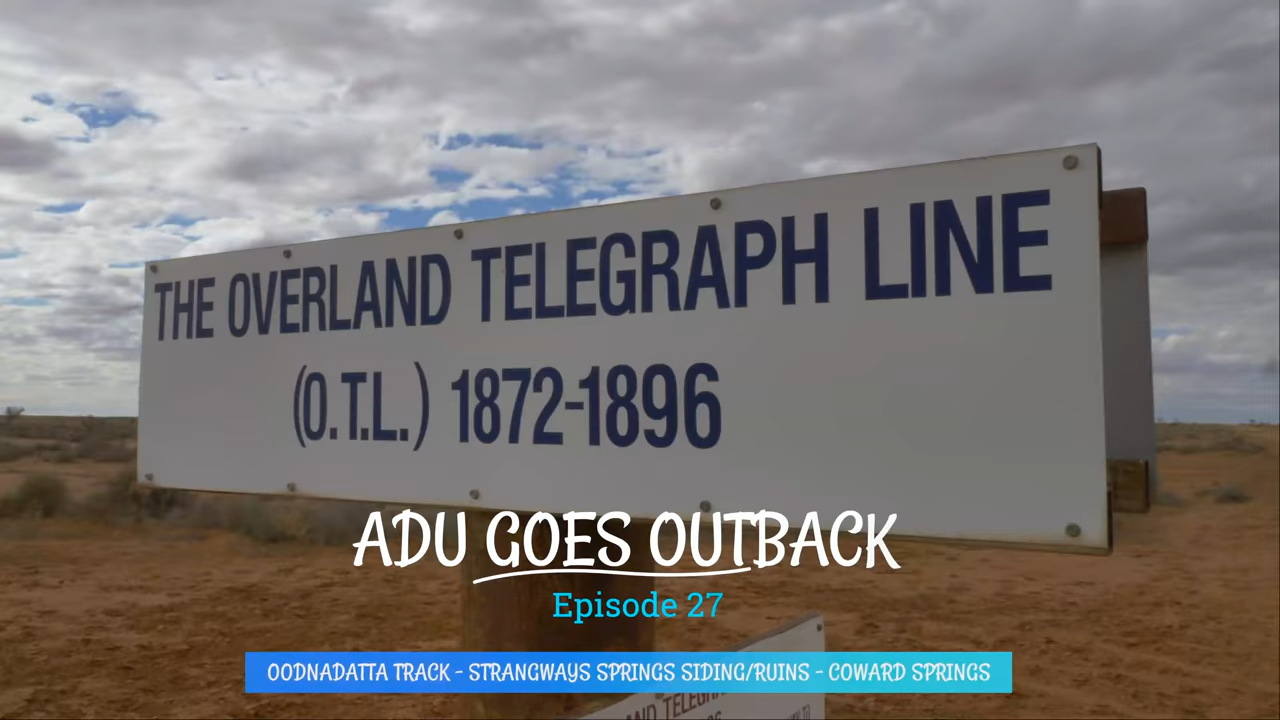 THE OVERLAND TELEGRAPH LINE
(O.T.L.) 1872-1896
ADU GOES OUTBACK
Episode 27
OODNADATTA TRACK - STRANGWAYS SPRINGS SIDING/RUINS - COWARD SPRINGS